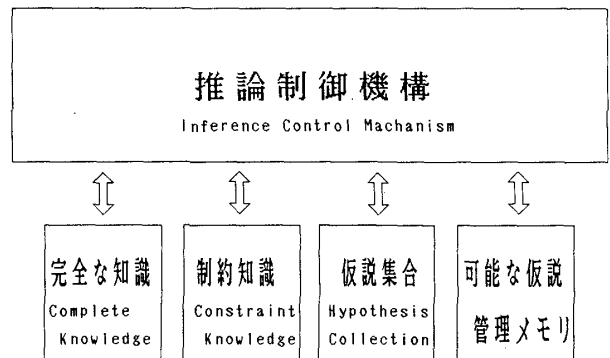 推論制御機構
Inference Control Machanism
完全な知識
Complete
Knowledge
制約知識
Constraint
Knowledge
仮説集合
Hypothesis
Collection
可能な仮説
管理メモリ